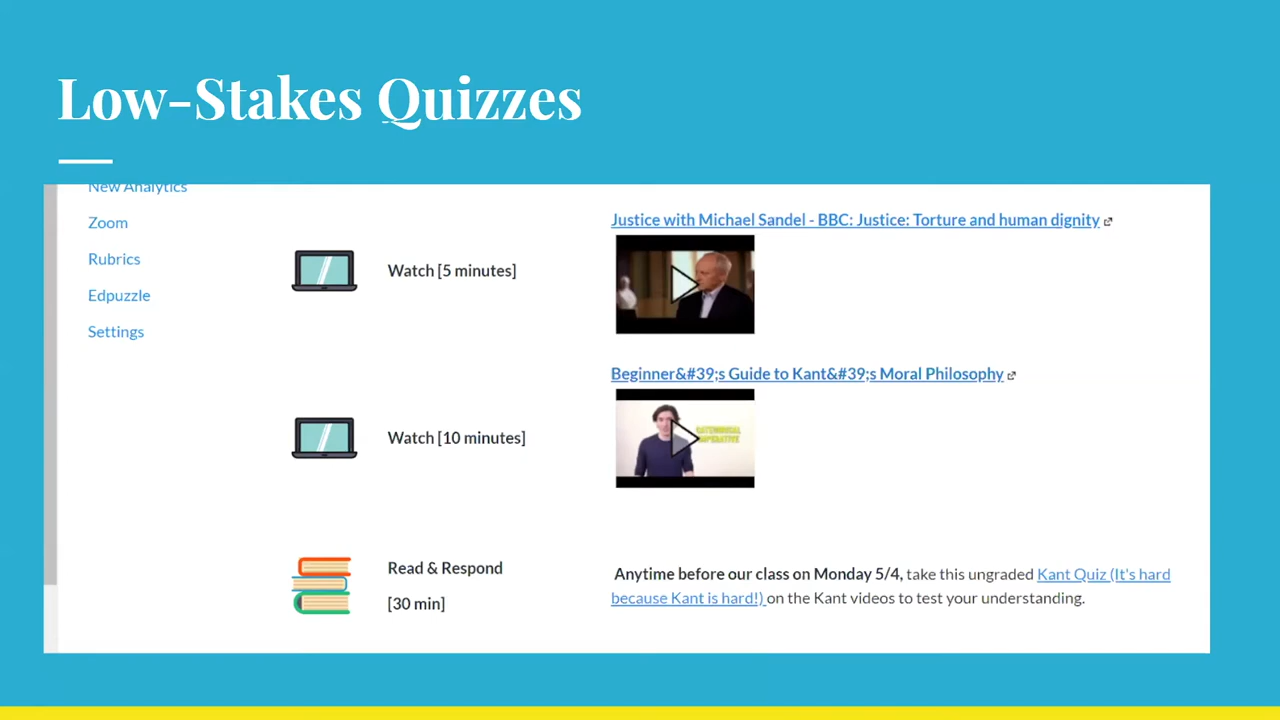 Low-Stakes Quizzes
New Analytics
Zoom
Rubrics
Edpuzzle
Settings
Watch [5 minutes]
Justice with Michael Sandel - BBC: Justice: Torture and human dignity
Watch [10 minutes]
Beginner&#39;s Guide to Kant&#39;s Moral Philosophy
CATEGORICAL
IMPERATIVE
Read & Respond
[30 min]
Anytime before our class on Monday 5/4, take this ungraded Kant Quiz (It's hard
because Kant is hard!) on the Kant videos to test your understanding.